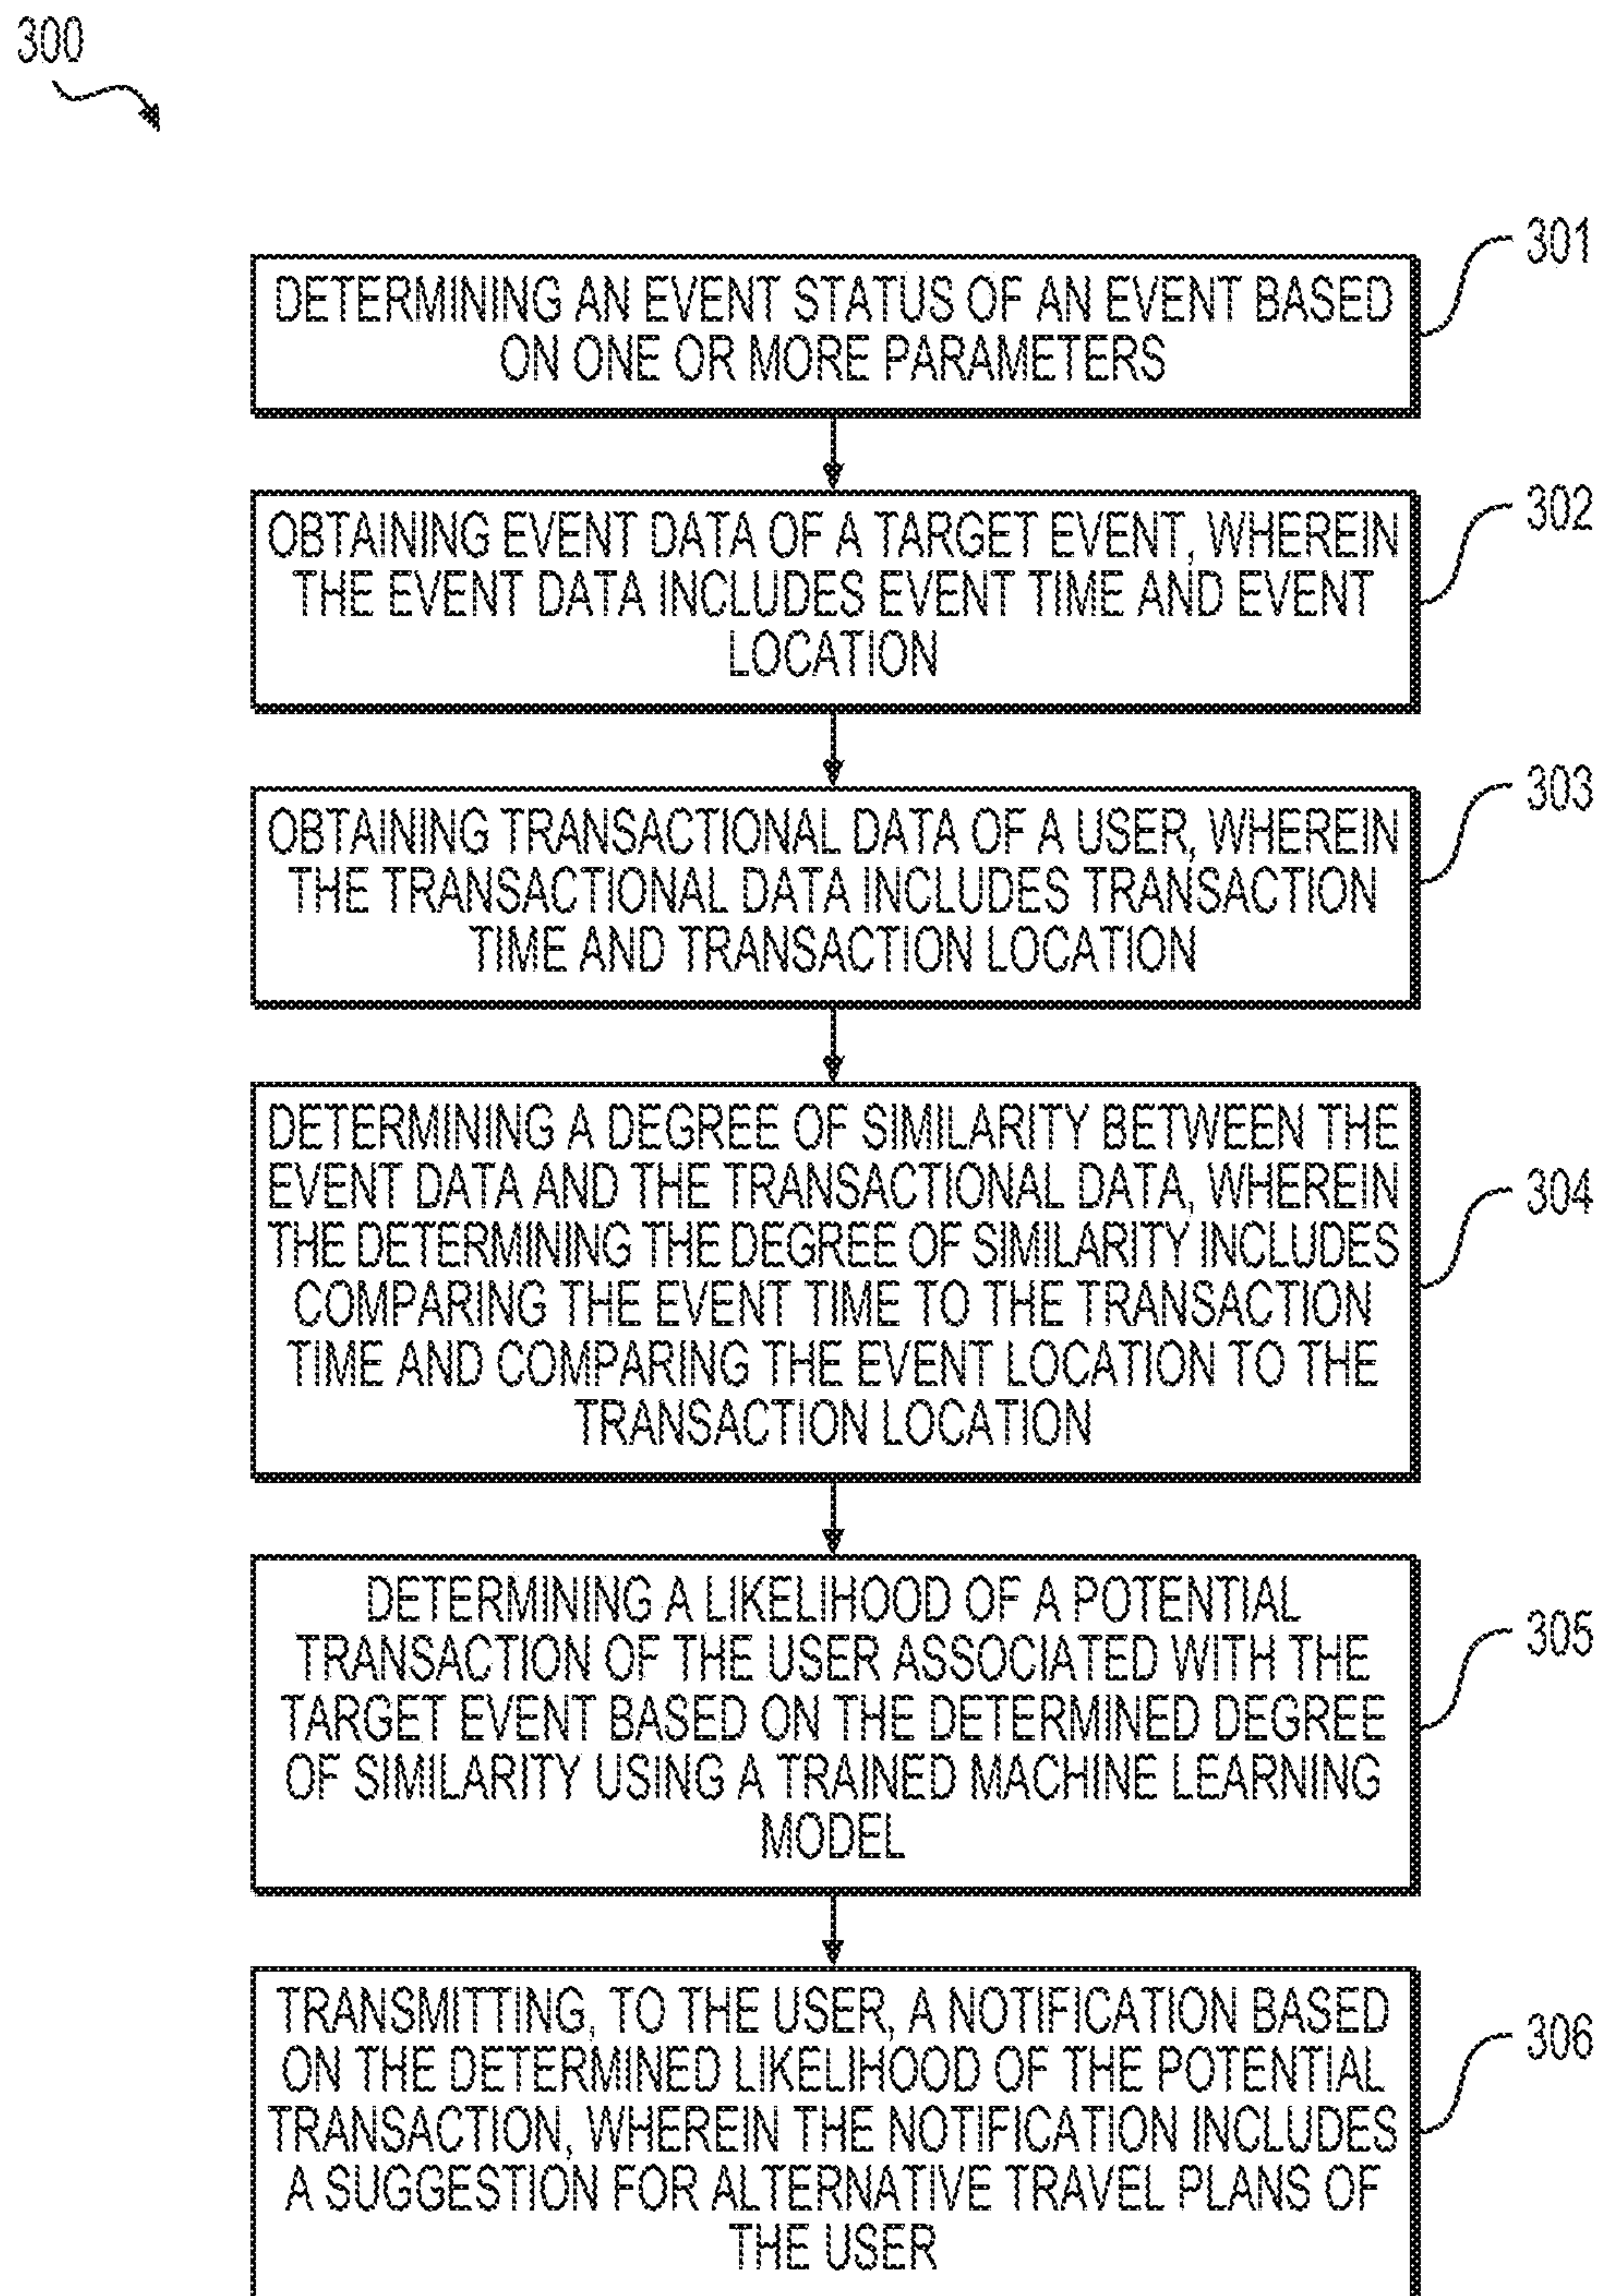 300
301
DETERMINING AN EVENT STATUS OF AN EVENT BASED
ON ONE OR MORE PARAMETERS
302
OBTAINING EVENT DATA OF A TARGET EVENT, WHEREIN
THE EVENT DATA INCLUDES EVENT TIME AND EVENT
LOCATION
303
OBTAINING TRANSACTIONAL DATA OF A USER, WHEREIN
THE TRANSACTIONAL DATA INCLUDES TRANSACTION
TIME AND TRANSACTION LOCATION
304
DETERMINING A DEGREE OF SIMILARITY BETWEEN THE
EVENT DATA AND THE TRANSACTIONAL DATA, WHEREIN
THE DETERMINING THE DEGREE OF SIMILARITY INCLUDES
COMPARING THE EVENT TIME TO THE TRANSACTION
TIME AND COMPARING THE EVENT LOCATION TO THE
TRANSACTION LOCATION
305
DETERMINING A LIKELIHOOD OF A POTENTIAL
TRANSACTION OF THE USER ASSOCIATED WITH THE
TARGET EVENT BASED ON THE DETERMINED DEGREE
OF SIMILARITY USING A TRAINED MACHINE LEARNING
MODEL
306
TRANSMITTING, TO THE USER, A NOTIFICATION BASED
ON THE DETERMINED LIKELIHOOD OF THE POTENTIAL
TRANSACTION, WHEREIN THE NOTIFICATION INCLUDES
A SUGGESTION FOR ALTERNATIVE TRAVEL PLANS OF
THE USER